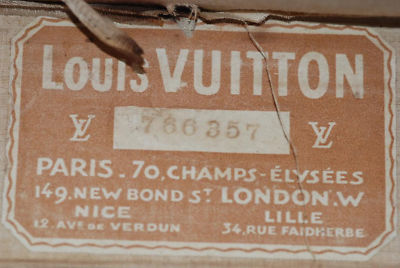 Louis VUITTON
LV 766357 LV
PARIS. 70, CHAMPS-ÉLYSÉES
149, NEW BOND ST LONDON.W
NICE LILLE
12 AVE DE VERDUN 34, RUE FAIDHERBE